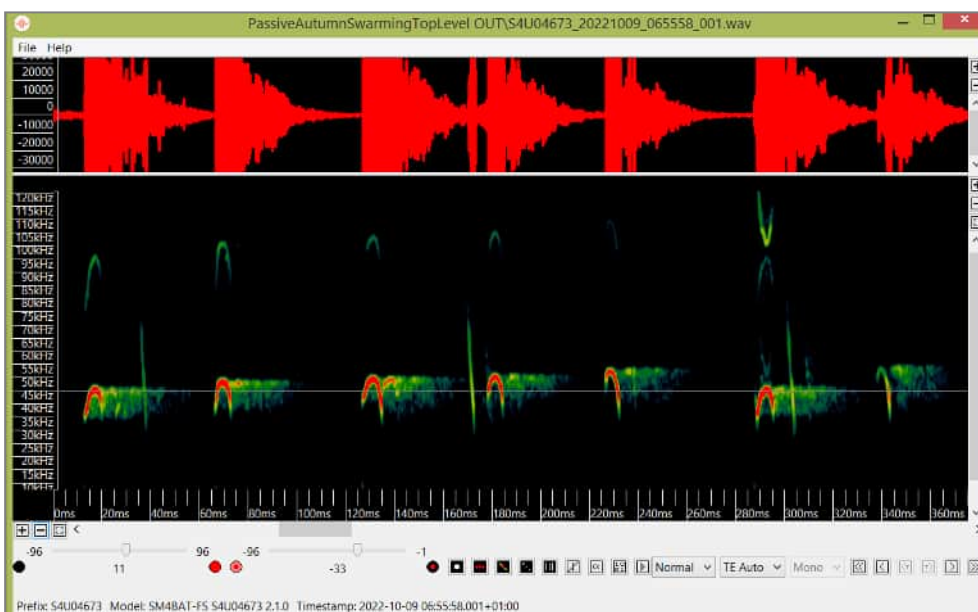 PassiveAutumnSwarmingTopLevel OUT\S4U04673_20221009_065558_001.wav
File Help
20000
10000
0
-10000
-20000
-30000
120kHz
115kHz
110kHz
105kHz
100kHz
95kHz
90kHz
85kHz
80kHz
75kHz
70kHz
65kHz
60kHz
55kHz
50kHz
45kHz
40kHz
35kHz
30kHz
25kHz
20kHz
15kHz
10kHz
0ms 20ms 40ms 60ms 80ms 100ms 120ms 140ms 160ms 180ms 200ms 220ms 240ms 260ms 280ms 300ms 320ms 340ms 360ms
-96 96 -96 -1
11 -33
Normal TE Auto Mono
Prefix: S4U04673 Model: SM4BAT-FS S4U04673 2.1.0 Timestamp: 2022-10-09 06:55:58.001+01:00